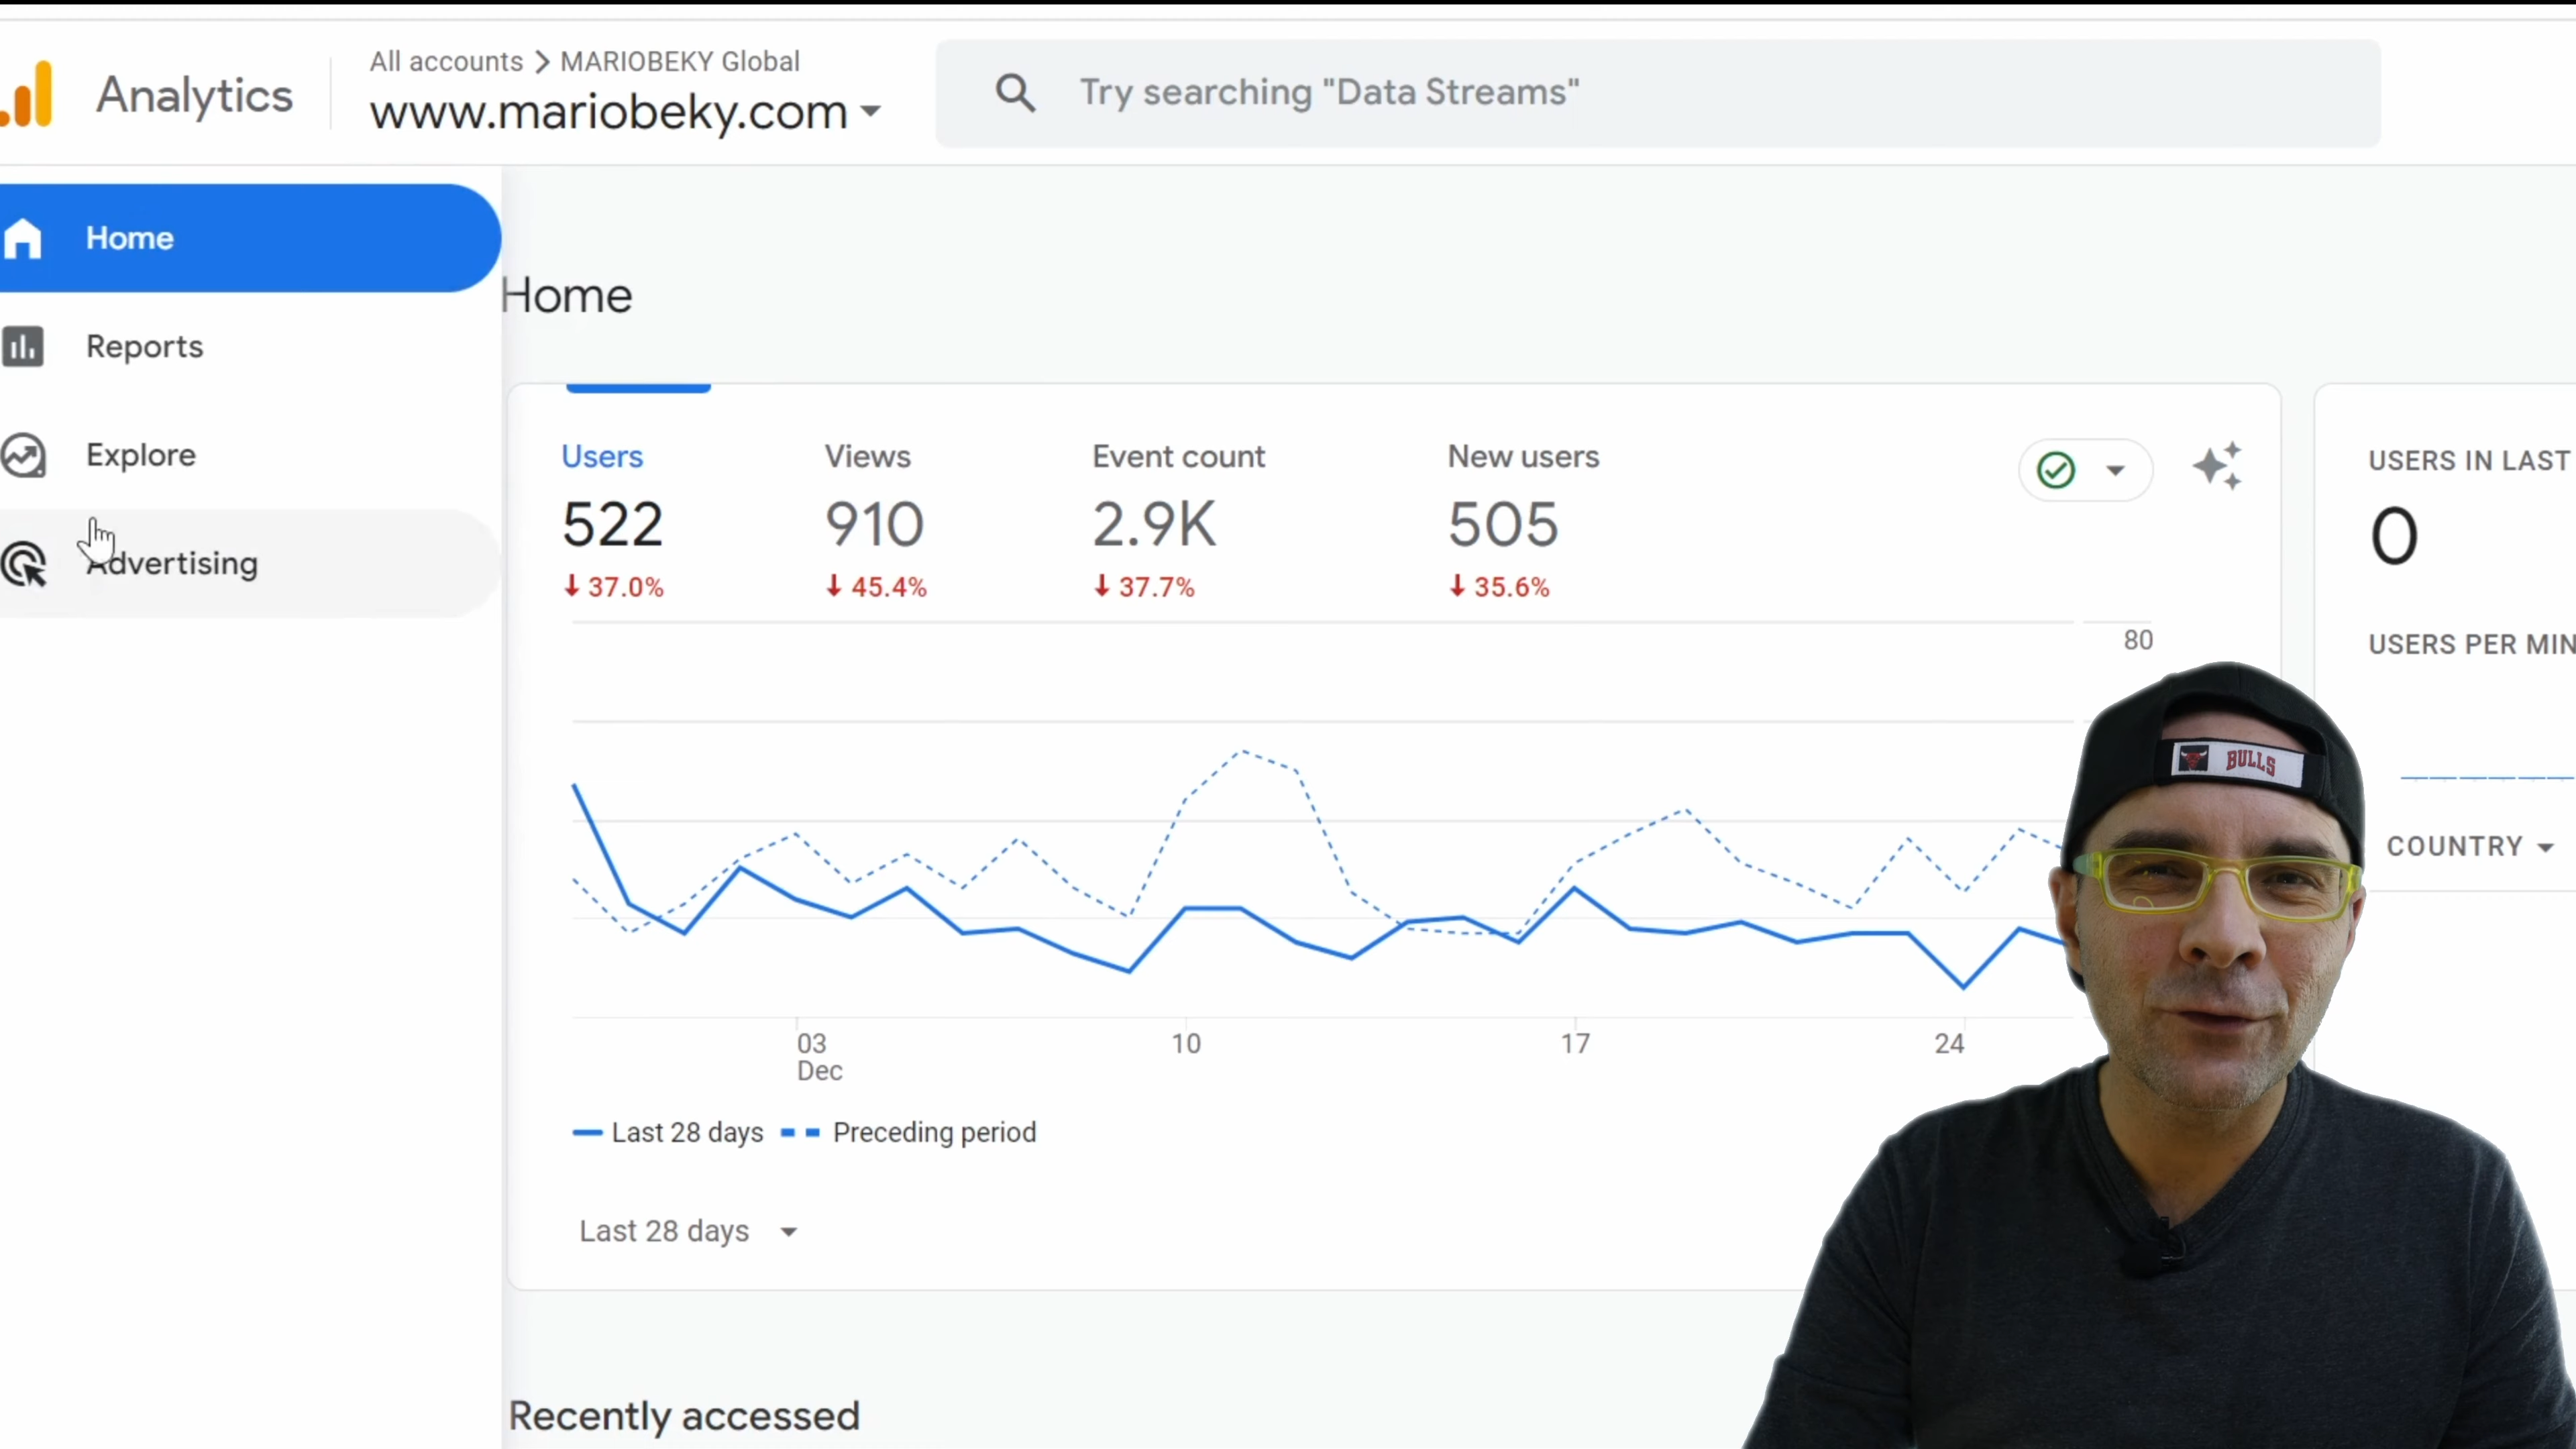 Analytics
All accounts > MARIOBEKY Global
www.mariobeky.com
Try searching "Data Streams"
Home
Reports
Explore
Advertising
Home
Users
522
37.0%
Views
910
45.4%
Event count
2.9K
37.7%
New users
505
35.6%
80
03
Dec
10
17
24
Last 28 days
Preceding period
Last 28 days
USERS IN LAST
0
USERS PER MIN
COUNTRY
BULLS
Recently accessed